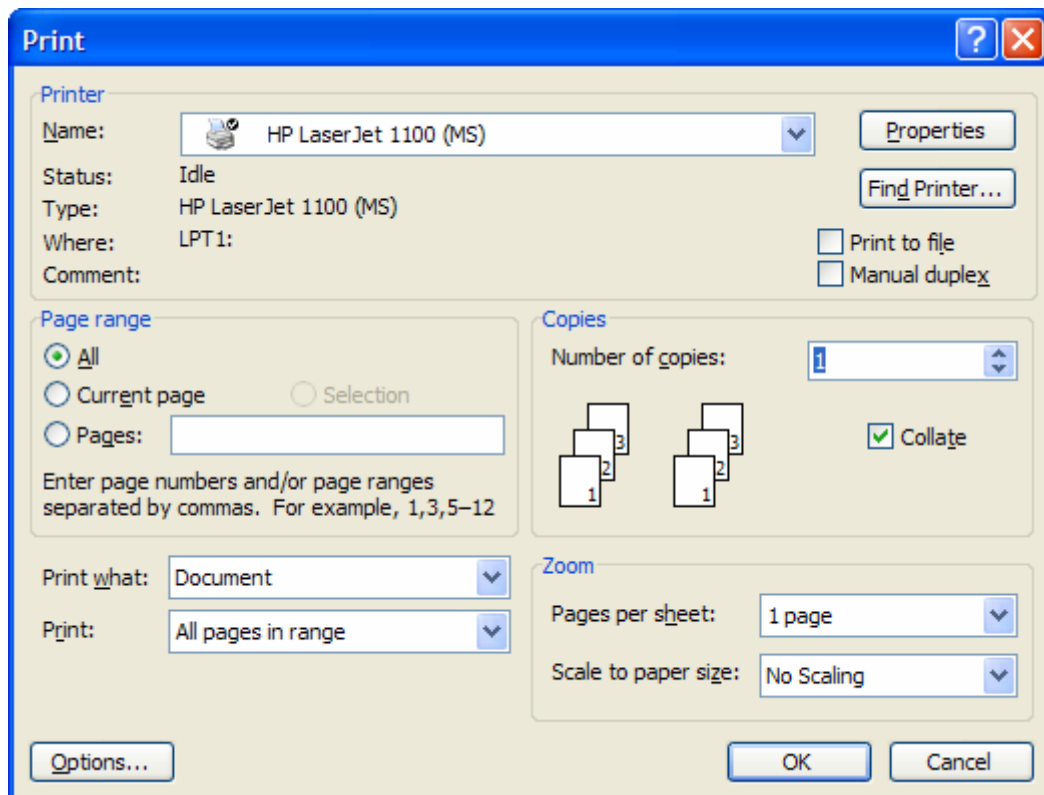 Print
Printer
Name: HP LaserJet 1100 (MS) Properties
Status: Idle Find Printer...
Type: HP LaserJet 1100 (MS)
Where: LPT1: Print to file
Comment: Manual duplex
Page range
All
Current page Selection
Pages:
Enter page numbers and/or page ranges
separated by commas. For example, 1,3,5–12
Copies
Number of copies: 1
3 3
2 2
1 1
Collate
Print what: Document
Print: All pages in range
Zoom
Pages per sheet: 1 page
Scale to paper size: No Scaling
Options... OK Cancel